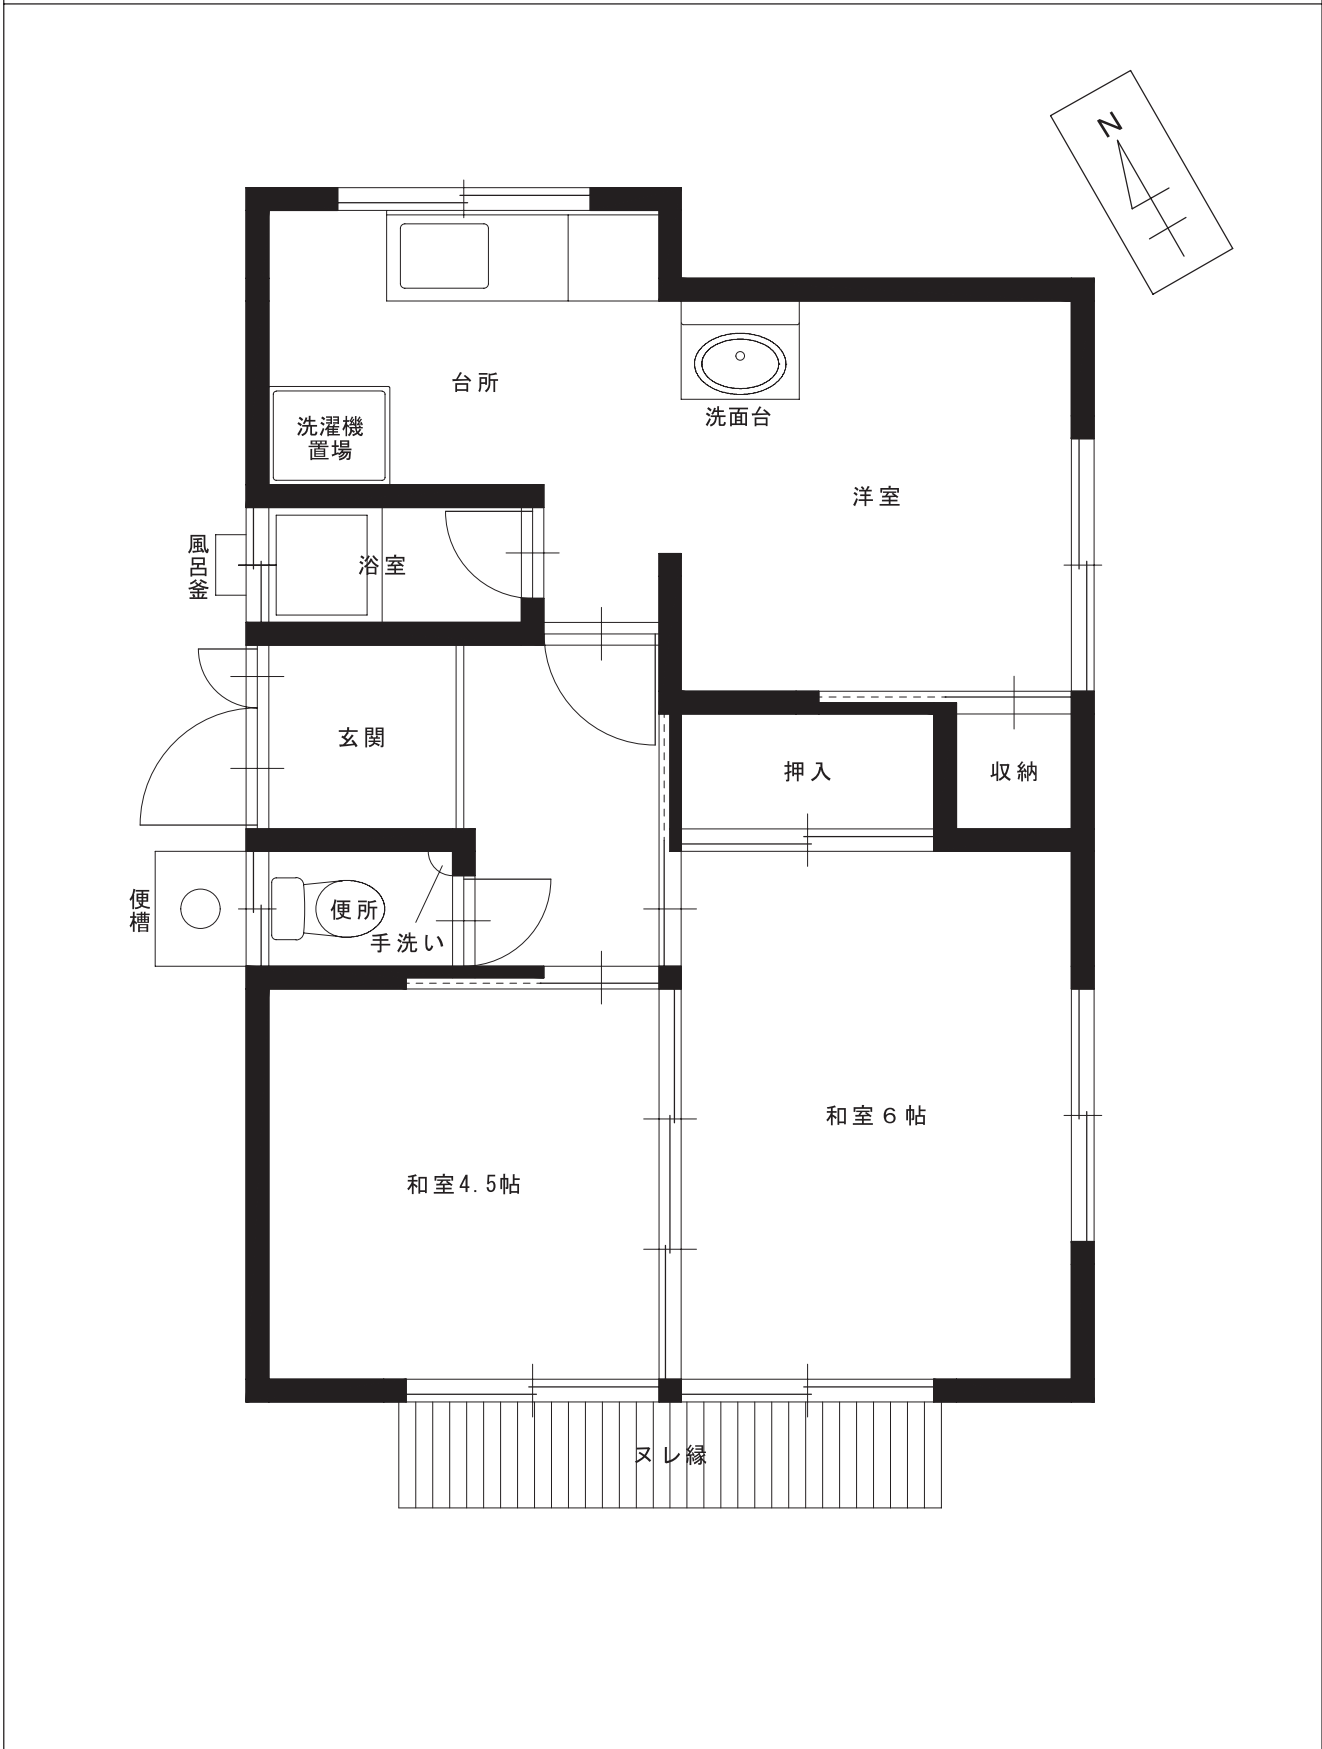 N
台所
洗面台
洗濯機
置場
洋室
風呂釜
浴室
玄関
押入
収納
便槽
便所
手洗い
和室６帖
和室4.5帖
ヌレ縁